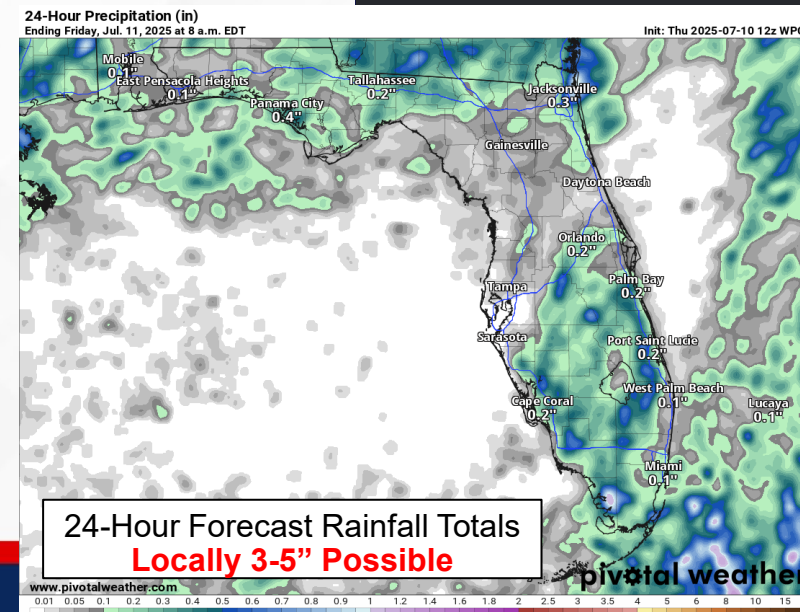 24-Hour Precipitation (in)
Ending Friday, Jul. 11, 2025 at 8 a.m. EDT
Init: Thu 2025-07-10 12z WPC
Mobile
0.1"
East Pensacola Heights
0.1"
Panama City
0.4"
Tallahassee
0.2"
Jacksonville
0.3"
Gainesville
Daytona Beach
Orlando
0.2"
Tampa
Palm Bay
0.2"
Sarasota
Port Saint Lucie
0.2"
West Palm Beach
0.1"
Cape Coral
0.2"
Lucaya
0.1"
Miami
0.1"
24-Hour Forecast Rainfall Totals
Locally 3-5” Possible
www.pivotalweather.com
pivotal weather
0.01 0.05 0.1 0.2 0.3 0.4 0.5 0.6 0.7 0.8 0.9 1 1.2 1.4 1.6 1.8 2 2.5 3 3.5 4 5 6 8 10 15